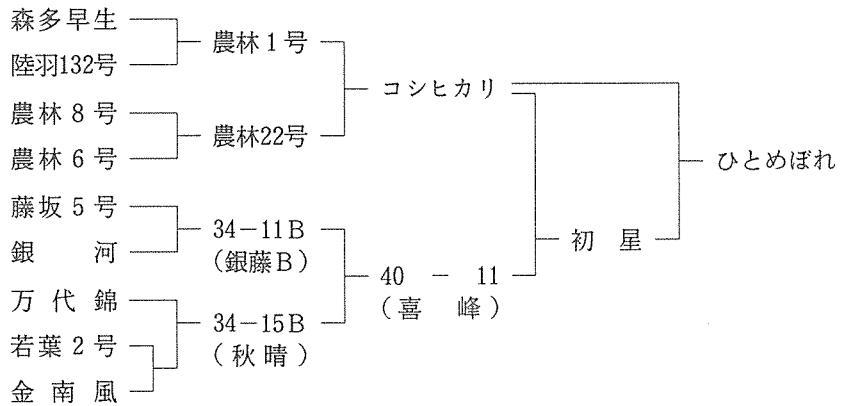 森多早生
農林1号
陸羽132号
コシヒカリ
農林8号
農林22号
農林6号
ひとめぼれ
藤坂5号
34-11B
(銀藤B)
銀河
初星
40-11
(喜峰)
万代錦
34-15B
(秋晴)
若葉2号
金南風